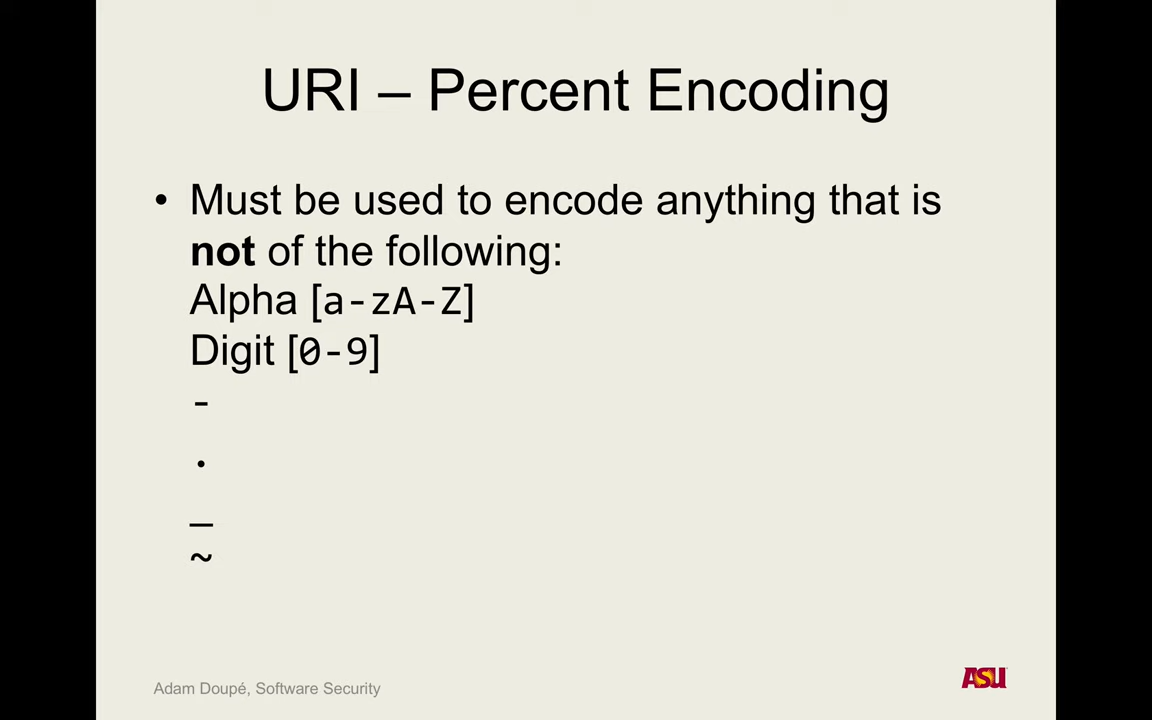 URI – Percent Encoding
• Must be used to encode anything that is
not of the following:
Alpha [a-zA-Z]
Digit [0-9]
-
.
_
~
Adam Doupé, Software Security
ASU